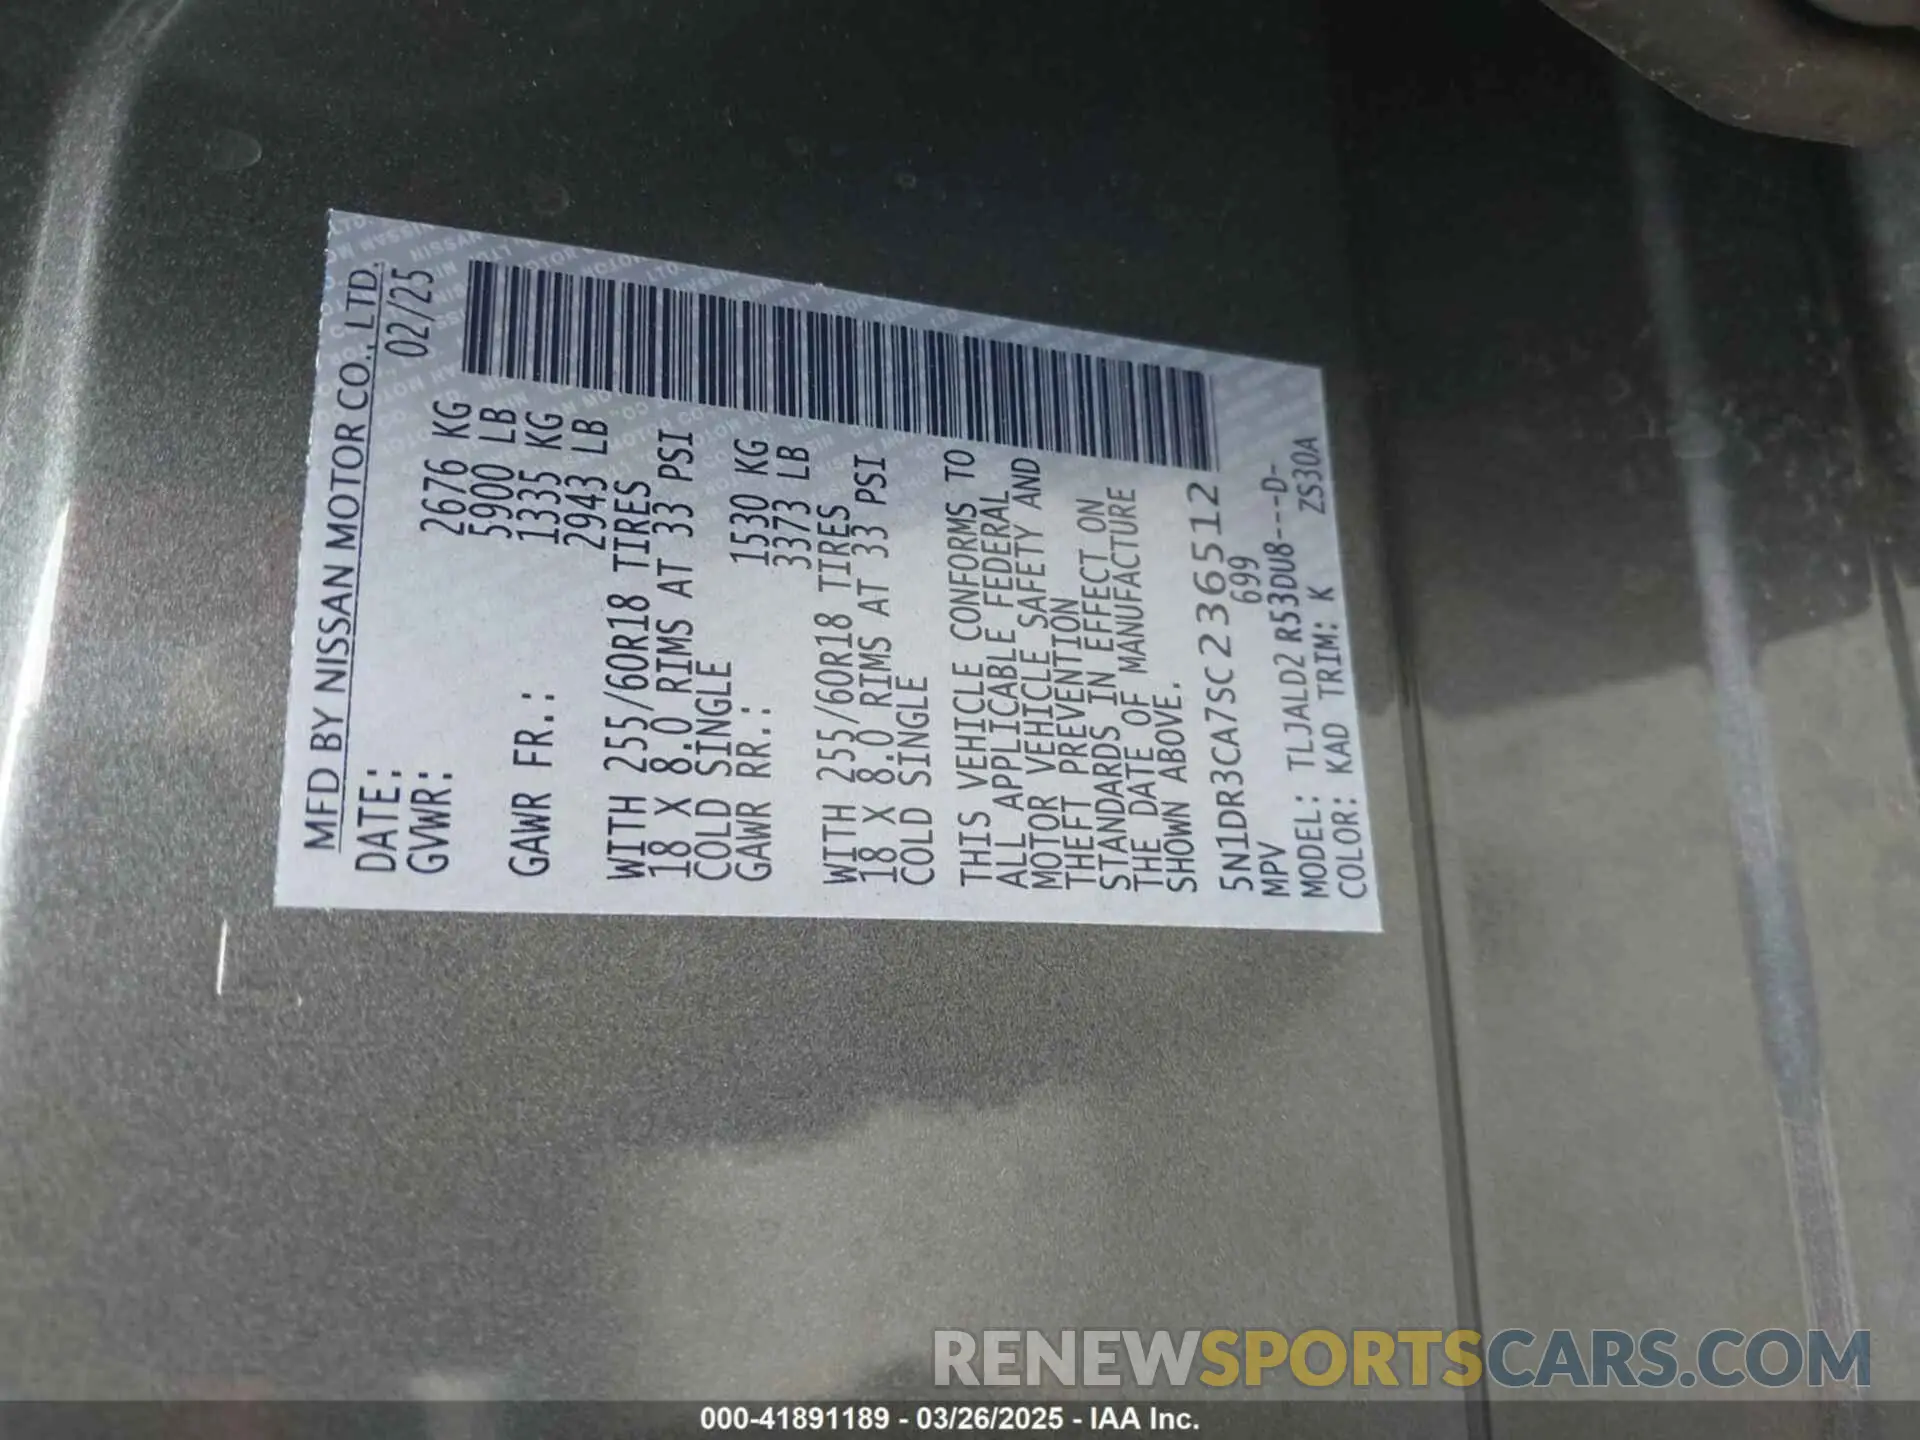 MFD BY NISSAN MOTOR CO., LTD.
DATE: 02/25
GVWR: 2676 KG
5900 LB
GAWR FR.: 1335 KG
2943 LB
WITH 255/60R18 TIRES
18 X 8.0 RIMS AT 33 PSI
COLD SINGLE
GAWR RR.: 1530 KG
3373 LB
WITH 255/60R18 TIRES
18 X 8.0 RIMS AT 33 PSI
COLD SINGLE
THIS VEHICLE CONFORMS TO
ALL APPLICABLE FEDERAL
MOTOR VEHICLE SAFETY AND
THEFT PREVENTION
STANDARDS IN EFFECT ON
THE DATE OF MANUFACTURE
SHOWN ABOVE.
5N1DR3CA7SC236512
MPV 699
MODEL: TLJALD2 R53DU8---D-
COLOR: KAD TRIM: K ZS30A
RENEWSPORTSCARS.COM
000-41891189 - 03/26/2025 - IAA Inc.